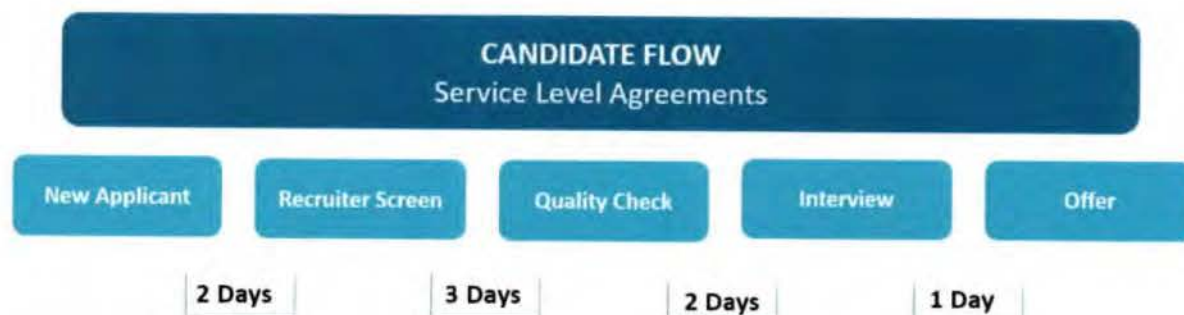 CANDIDATE FLOW
Service Level Agreements
New Applicant
Recruiter Screen
Quality Check
Interview
Offer
2 Days
3 Days
2 Days
1 Day